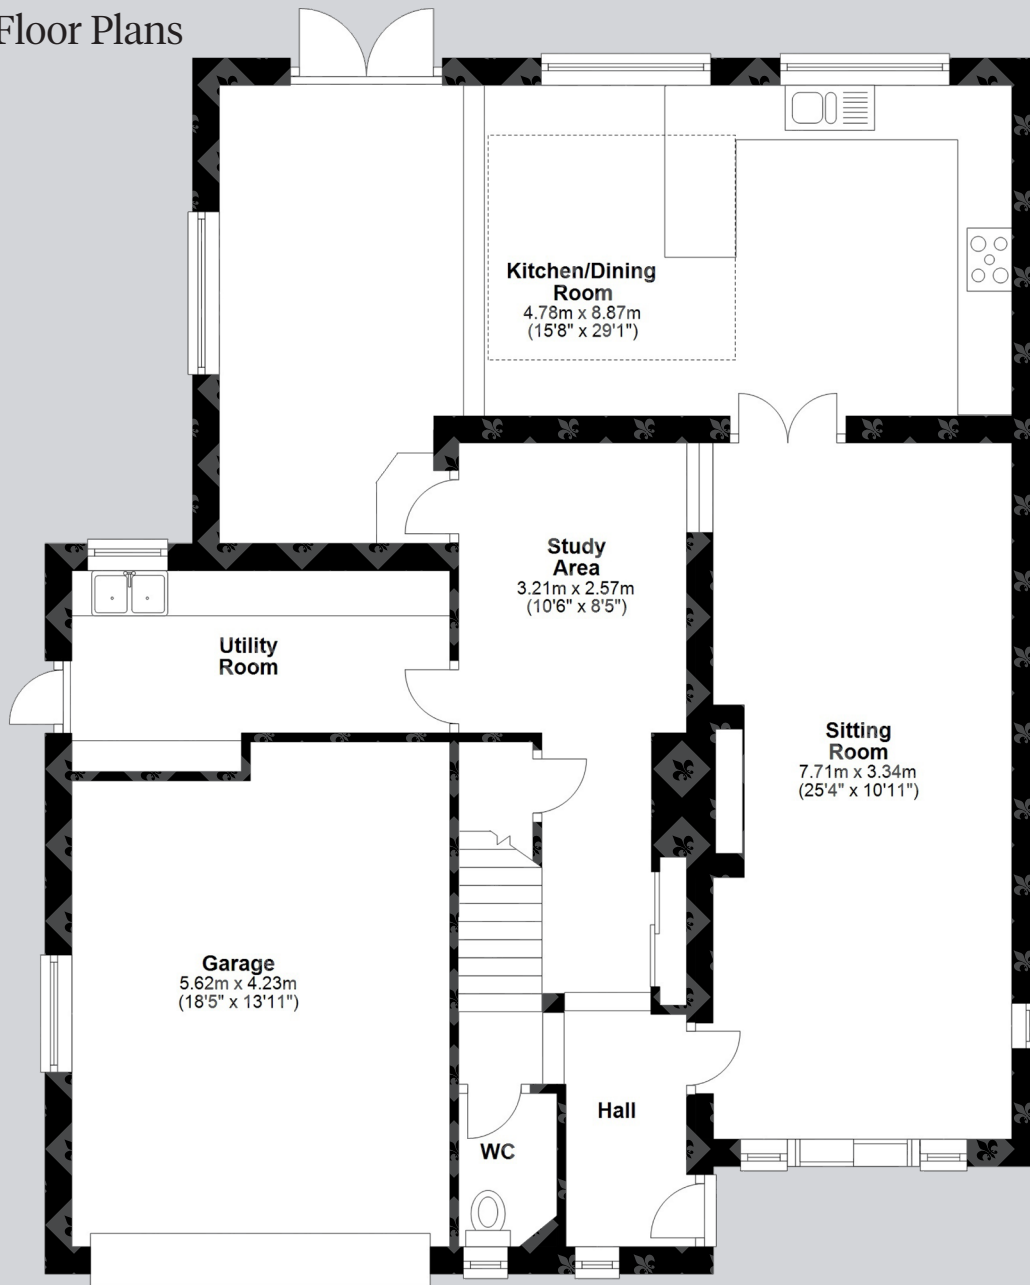 Floor Plans
Kitchen/Dining
Room
4.78m x 8.87m
(15'8" x 29'1")
Study
Area
3.21m x 2.57m
(10'6" x 8'5")
Utility
Room
Sitting
Room
7.71m x 3.34m
(25'4" x 10'11")
Garage
5.62m x 4.23m
(18'5" x 13'11")
Hall
WC